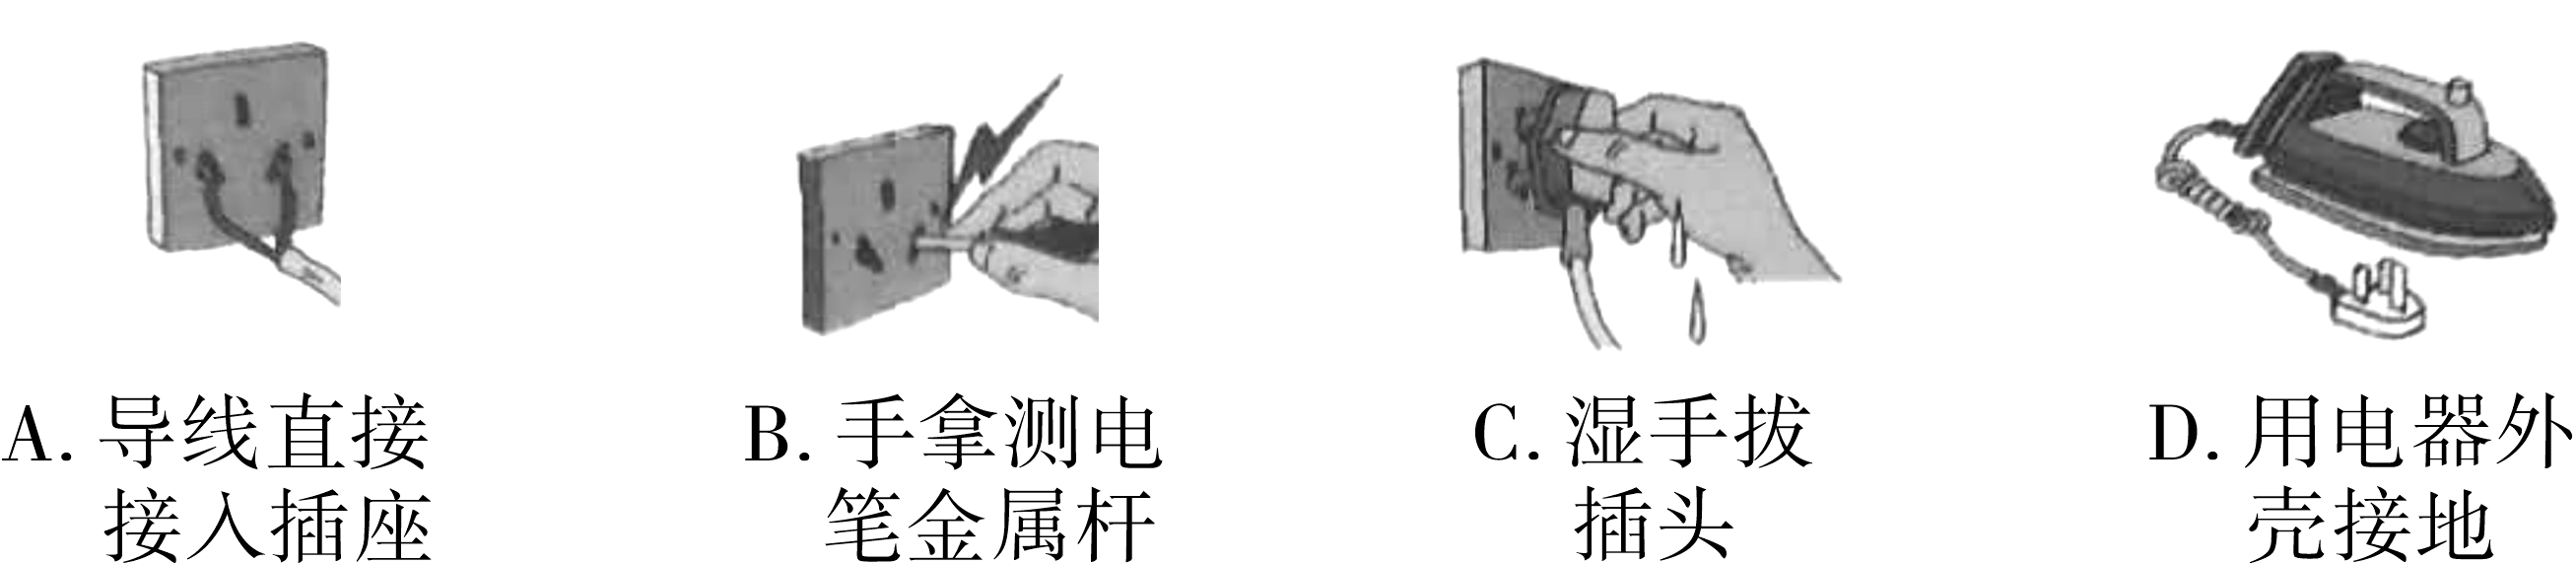 A. 导线直接
接入插座
B. 手拿测电
笔金属杆
C. 湿手拔
插头
D. 用电器外
壳接地